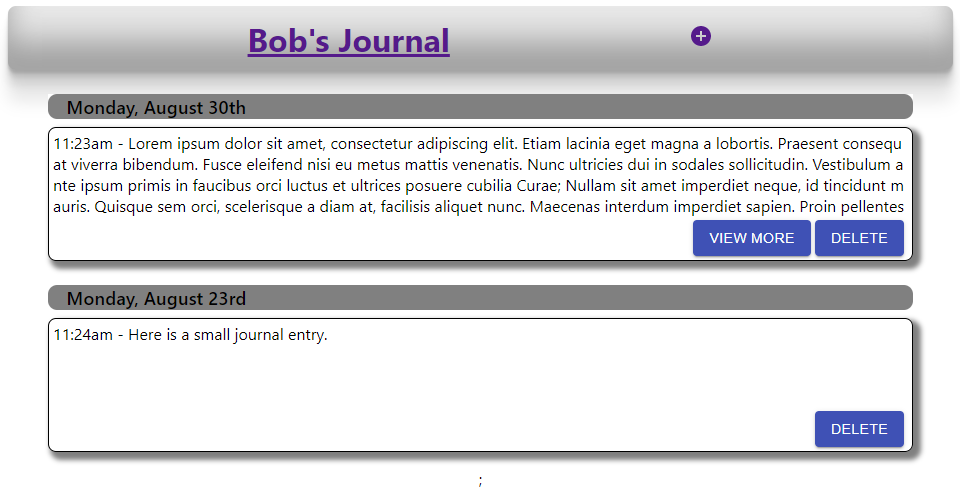 Bob's Journal
Monday, August 30th
11:23am - Lorem ipsum dolor sit amet, consectetur adipiscing elit. Etiam lacinia eget magna a lobortis. Praesent consequ
at viverra bibendum. Fusce eleifend nisi eu metus mattis venenatis. Nunc ultricies dui in sodales sollicitudin. Vestibulum a
nte ipsum primis in faucibus orci luctus et ultrices posuere cubilia Curae; Nullam sit amet imperdiet neque, id tincidunt m
auris. Quisque sem orci, scelerisque a diam at, facilisis aliquet nunc. Maecenas interdum imperdiet sapien. Proin pellentes
VIEW MORE DELETE
Monday, August 23rd
11:24am - Here is a small journal entry.
DELETE
;